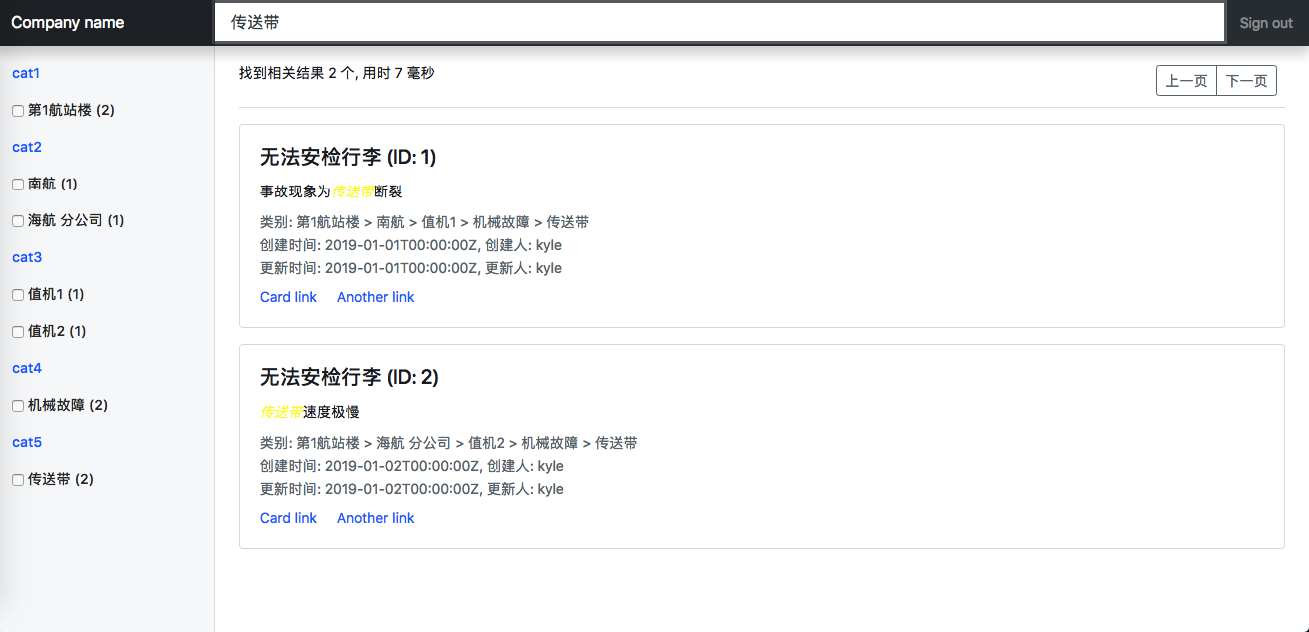 Company name
传送带
Sign out
cat1
第1航站楼 (2)
cat2
南航 (1)
海航 分公司 (1)
cat3
值机1 (1)
值机2 (1)
cat4
机械故障 (2)
cat5
传送带 (2)
找到相关结果 2 个, 用时 7 毫秒
上一页 下一页
无法安检行李 (ID: 1)
事故现象为传送带断裂
类别: 第1航站楼 > 南航 > 值机1 > 机械故障 > 传送带
创建时间: 2019-01-01T00:00:00Z, 创建人: kyle
更新时间: 2019-01-01T00:00:00Z, 更新人: kyle
Card link Another link
无法安检行李 (ID: 2)
传送带速度极慢
类别: 第1航站楼 > 海航 分公司 > 值机2 > 机械故障 > 传送带
创建时间: 2019-01-02T00:00:00Z, 创建人: kyle
更新时间: 2019-01-02T00:00:00Z, 更新人: kyle
Card link Another link